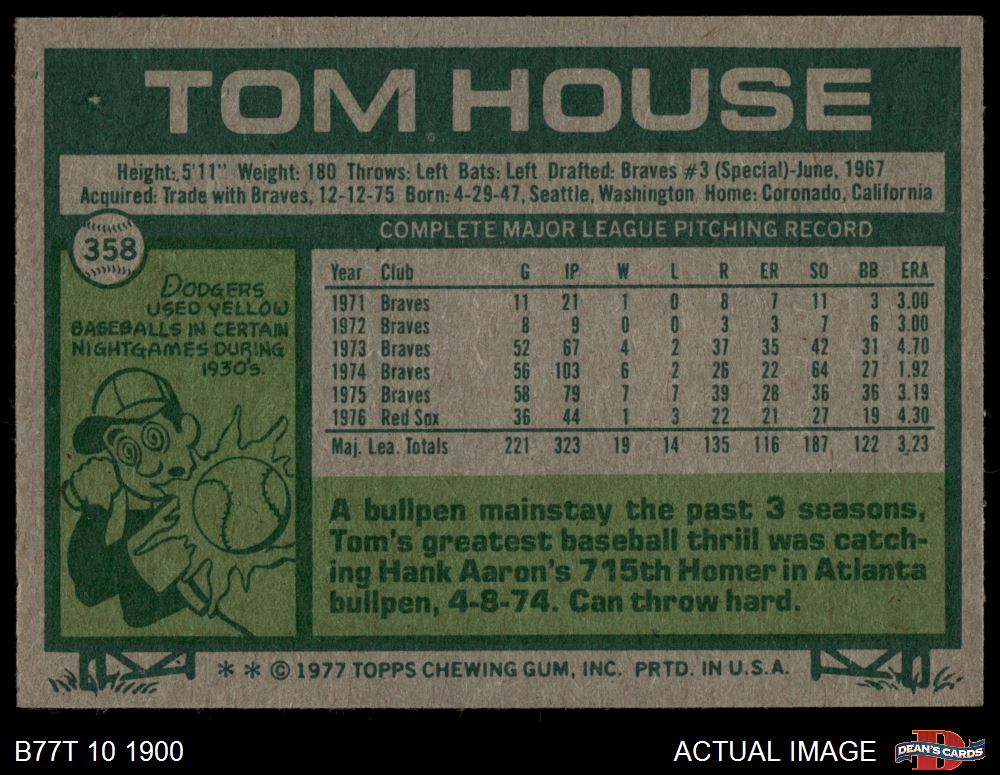 TOM HOUSE
Height: 5'11" Weight: 180 Throws: Left Bats: Left Drafted: Braves #3 (Special)-June, 1967
Acquired: Trade with Braves, 12-12-75 Born: 4-29-47, Seattle, Washington Home: Coronado, California
358
DODGERS
USED YELLOW
BASEBALLS IN CERTAIN
NIGHTGAMES DURING
1930'S.
COMPLETE MAJOR LEAGUE PITCHING RECORD
Year Club G IP W L R ER SO BB ERA
1971 Braves 11 21 1 0 8 7 11 3 3.00
1972 Braves 8 9 0 0 3 3 7 6 3.00
1973 Braves 52 67 4 2 37 35 42 31 4.70
1974 Braves 56 103 6 2 26 22 64 27 1.92
1975 Braves 58 79 7 7 39 28 36 36 3.19
1976 Red Sox 36 44 1 3 22 21 27 19 4.30
Maj. Lea. Totals 221 323 19 14 135 116 187 122 3.23
A bullpen mainstay the past 3 seasons,
Tom's greatest baseball thrill was catch-
ing Hank Aaron's 715th Homer in Atlanta
bullpen, 4-8-74. Can throw hard.
* * © 1977 TOPPS CHEWING GUM, INC. PRTD. IN U.S.A.
B77T 10 1900
ACTUAL IMAGE
D
DEAN'S CARDS